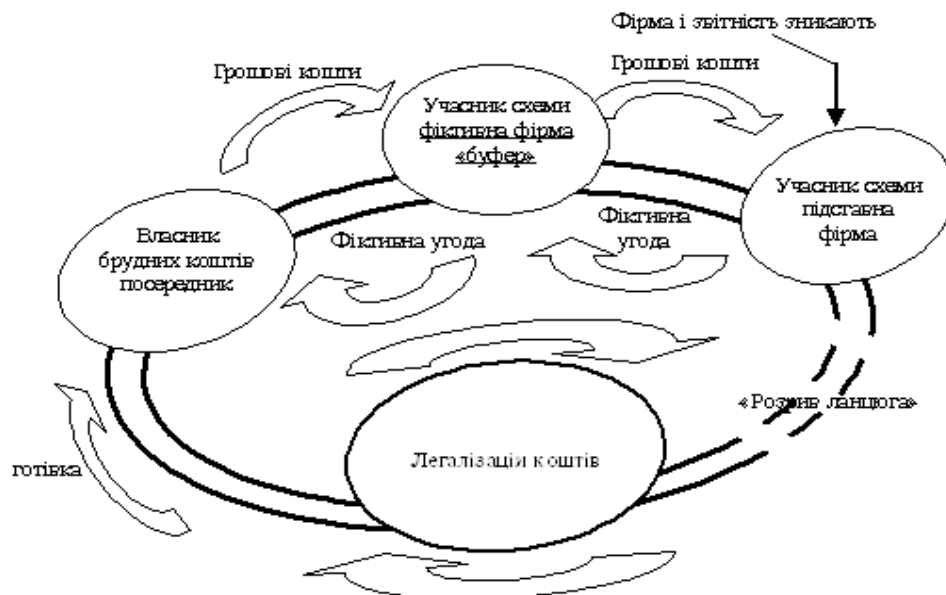 Фірма і звітність зникають
Грошові кошти
Грошові кошти
Учасник схеми
фіктивна фірма
«буфер»
Учасник схеми
підставна
фірма
Власник
брудних коштів
посередник
Фіктивна угода
Фіктивна
угода
«Розрив ланцюга»
Легалізація коштів
готівка